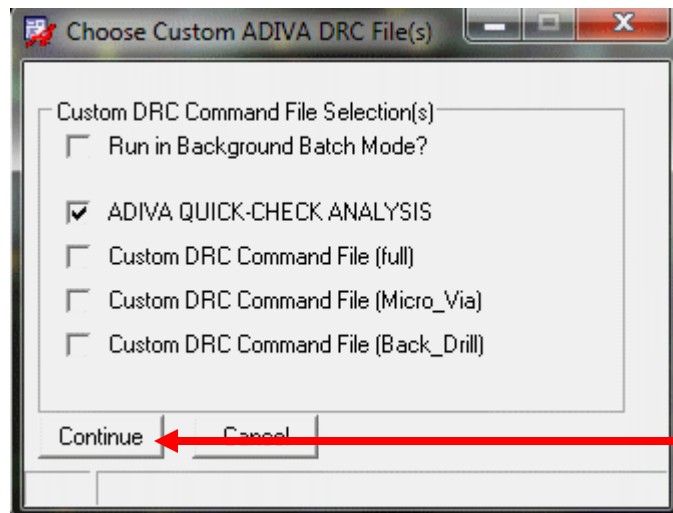 Choose Custom ADIVA DRC File(s)
Custom DRC Command File Selection(s)
Run in Background Batch Mode?
ADIVA QUICK-CHECK ANALYSIS
Custom DRC Command File (full)
Custom DRC Command File (Micro_Via)
Custom DRC Command File (Back_Drill)
Continue Cancel